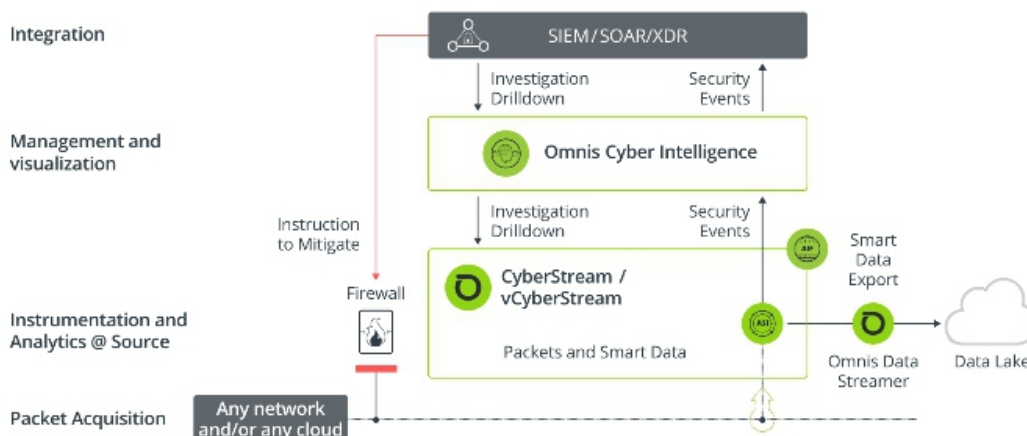 Integration
SIEM/SOAR/XDR
Investigation
Drilldown
Security
Events
Management and
visualization
Omnis Cyber Intelligence
Instruction
to Mitigate
Investigation
Drilldown
Security
Events
AIF
Smart
Data
Export
Firewall
CyberStream /
vCyberStream
Instrumentation and
Analytics @ Source
ASI
Packets and Smart Data
Omnis Data
Streamer
Data Lake
Packet Acquisition
Any network
and/or any cloud